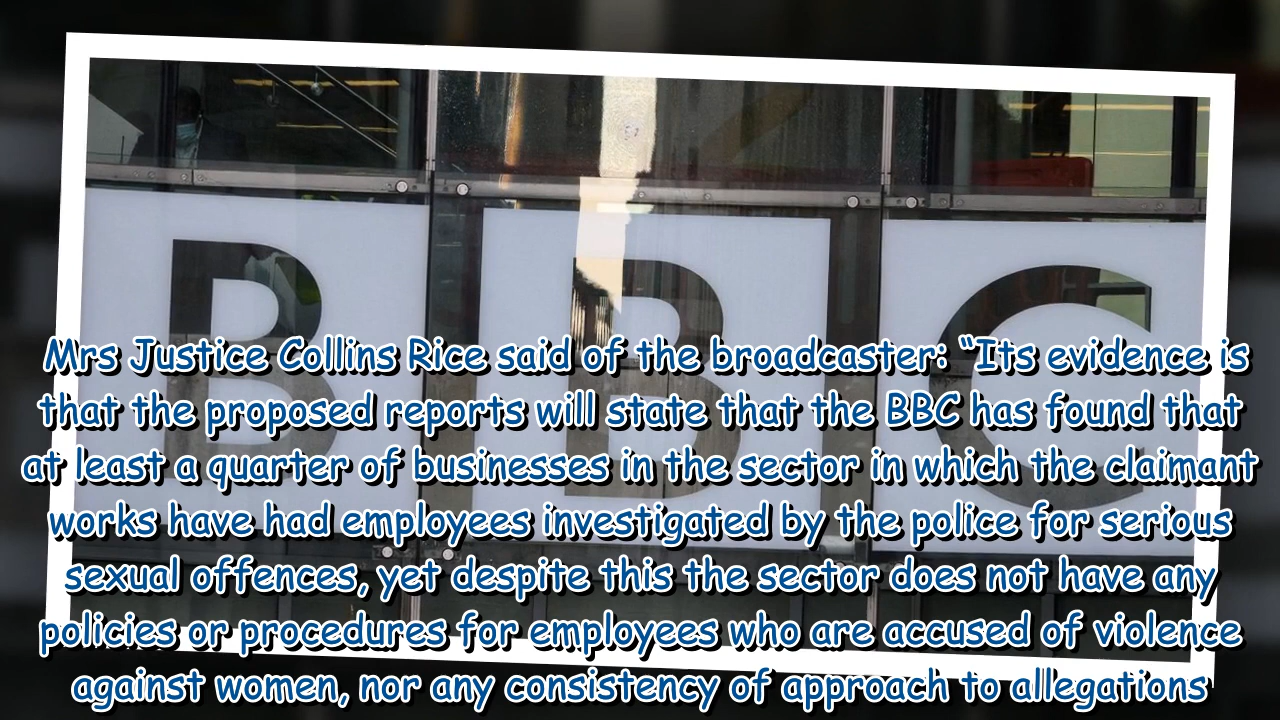 BBC
Mrs Justice Collins Rice said of the broadcaster: “Its evidence is
that the proposed reports will state that the BBC has found that
at least a quarter of businesses in the sector in which the claimant
works have had employees investigated by the police for serious
sexual offences, yet despite this the sector does not have any
policies or procedures for employees who are accused of violence
against women, nor any consistency of approach to allegations